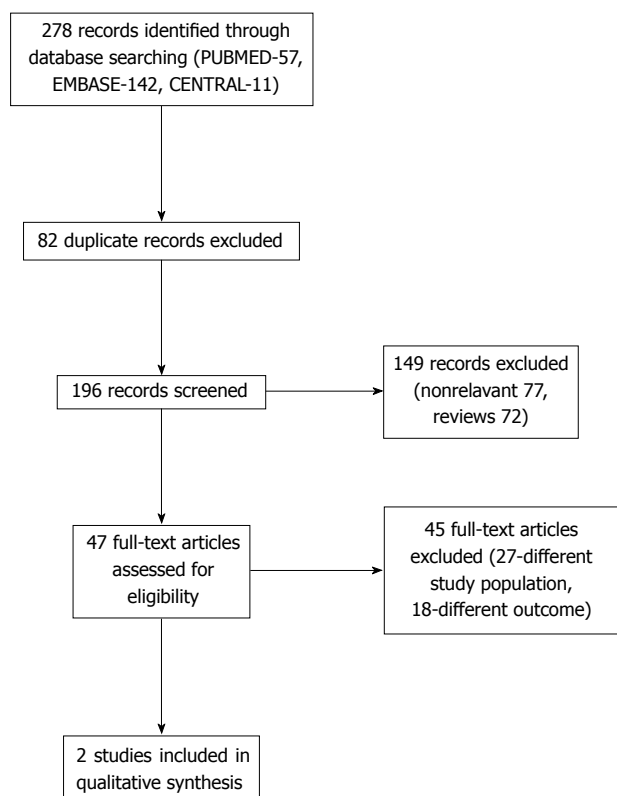 278 records identified through
database searching (PUBMED-57,
EMBASE-142, CENTRAL-11)
82 duplicate records excluded
196 records screened
149 records excluded
(nonrelavant 77,
reviews 72)
47 full-text articles
assessed for
eligibility
45 full-text articles
excluded (27-different
study population,
18-different outcome)
2 studies included in
qualitative synthesis